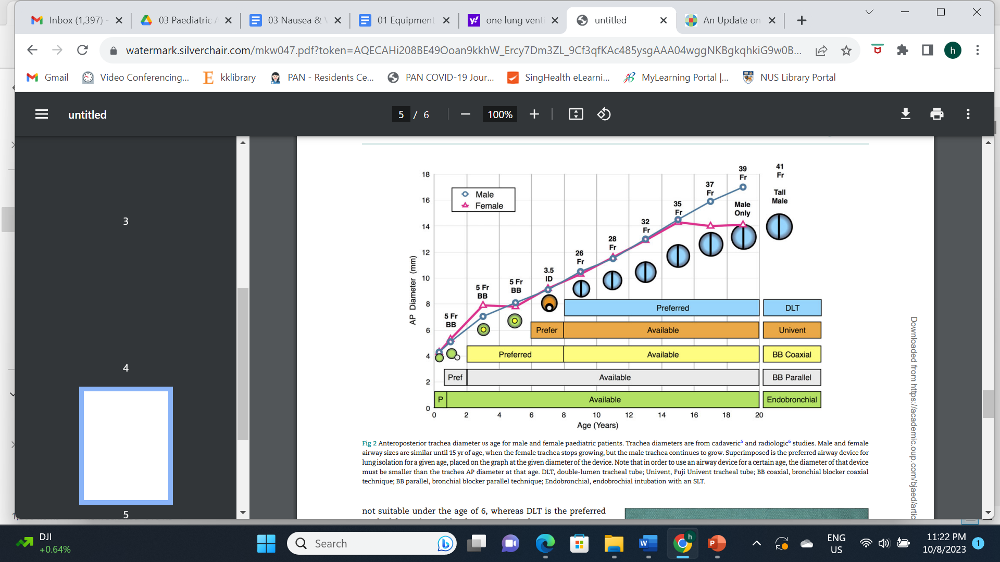 Inbox (1,397)
03 Paediatric
03 Nausea &
01 Equipment
one lung venti
untitled
An Update on
watermark.silverchair.com/mkw047.pdf?token=AQECAHi208BE49Ooan9kkhW_Ercy7Dm3ZL_9Cf3qfKAc485ysgAAA04wggNKBgkqhkiG9w0B...
h
Gmail
Video Conferencing...
kklibrary
PAN - Residents Ce...
PAN COVID-19 Jour...
SingHealth eLearni...
MyLearning Portal |...
NUS Library Portal
untitled
5 / 6
100%
3
4
5
18
16
14
12
10
8
6
4
2
0
AP Diameter (mm)
Male
Female
5 Fr
BB
5 Fr
BB
5 Fr
BB
3.5
ID
26
Fr
28
Fr
32
Fr
35
Fr
37
Fr
39
Fr
Male
Only
41
Fr
Tall
Male
Preferred
DLT
Prefer
Available
Univent
Preferred
Available
BB Coaxial
Pref
Available
BB Parallel
P
Available
Endobronchial
0 2 4 6 8 10 12 14 16 18 20
Age (Years)
Fig 2 Anteroposterior trachea diameter vs age for male and female paediatric patients. Trachea diameters are from cadaveric5 and radiologic6 studies. Male and female
airway sizes are similar until 15 yr of age, when the female trachea stops growing, but the male trachea continues to grow. Superimposed is the preferred airway device for
lung isolation for a given age, placed on the graph at the given diameter of the device. Note that in order to use an airway device for a certain age, the diameter of that device
must be smaller than the trachea AP diameter at that age. DLT, double-lumen tracheal tube; Univent, Fuji Univent tracheal tube; BB coaxial, bronchial blocker coaxial
technique; BB parallel, bronchial blocker parallel technique; Endobronchial, endobrochial intubation with an SLT.
not suitable under the age of 6, whereas DLT is the preferred
Downloaded from https://academic.oup.com/bjaed/artic
DJI
+0.64%
Search
ENG
US
11:22 PM
10/8/2023
1